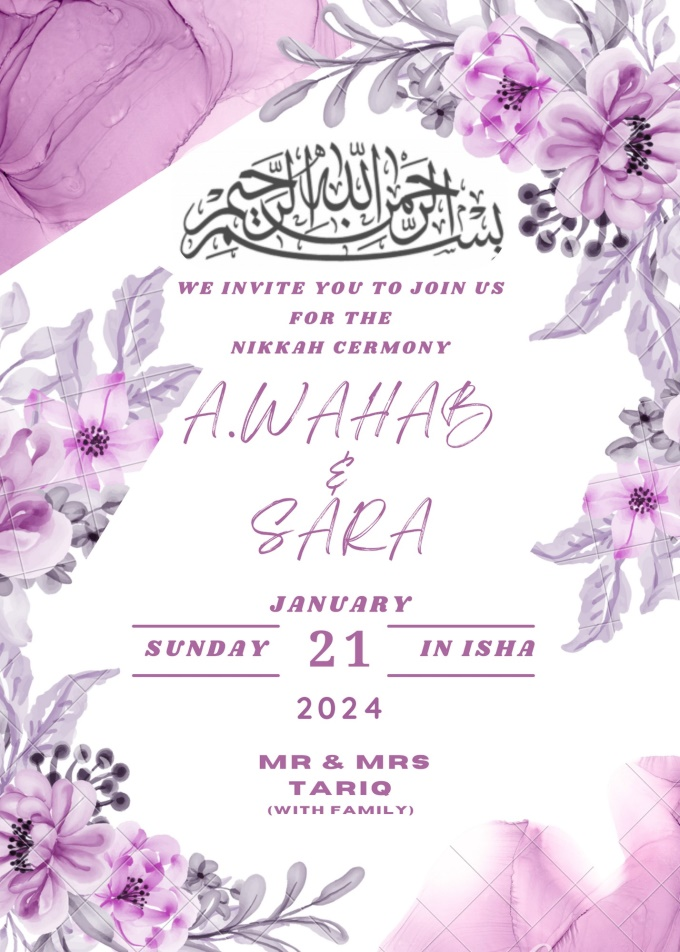 بسم الله الرحمن الرحيم
WE INVITE YOU TO JOIN US
FOR THE
NIKKAH CERMONY
A.WAHAB
&
SARA
JANUARY
SUNDAY 21 IN ISHA
2024
MR & MRS
TARIQ
(WITH FAMILY)